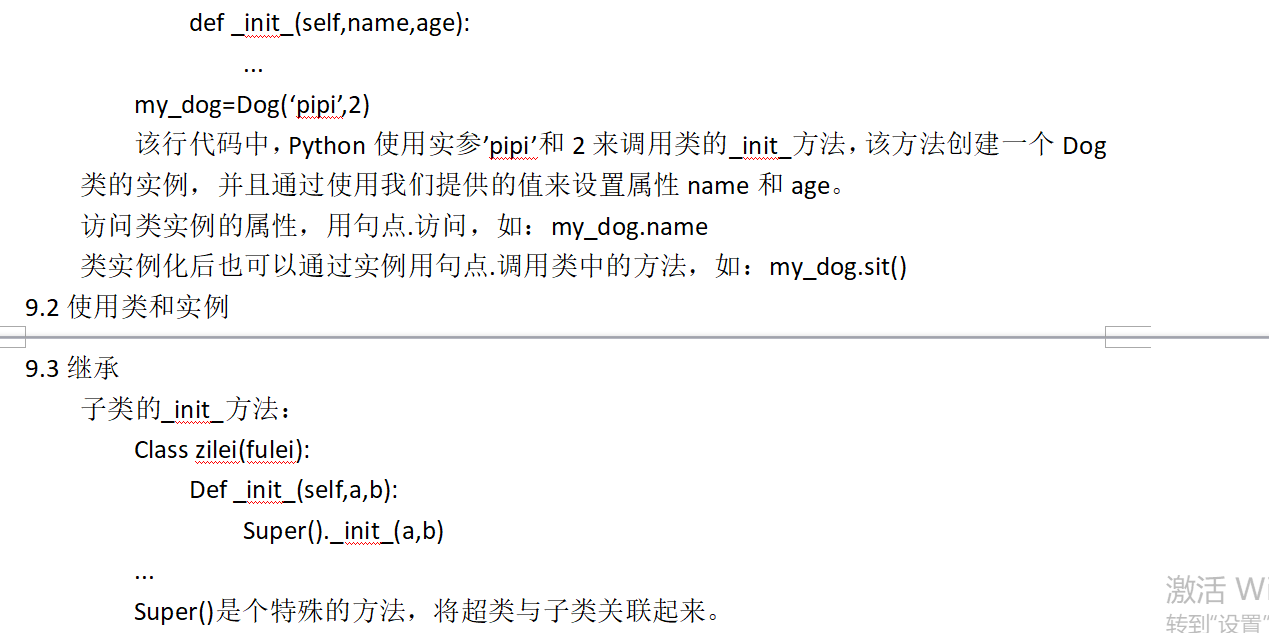 def _init_(self,name,age):
...
my_dog=Dog(‘pipi’,2)
该行代码中，Python 使用实参’pipi’和 2 来调用类的_init_方法，该方法创建一个 Dog
类的实例，并且通过使用我们提供的值来设置属性 name 和 age。
访问类实例的属性，用句点.访问，如：my_dog.name
类实例化后也可以通过实例用句点.调用类中的方法，如：my_dog.sit()
9.2 使用类和实例
9.3 继承
子类的_init_方法：
Class zilei(fulei):
Def _init_(self,a,b):
Super()._init_(a,b)
...
Super()是个特殊的方法，将超类与子类关联起来。
激活 Wi
转到"设置"